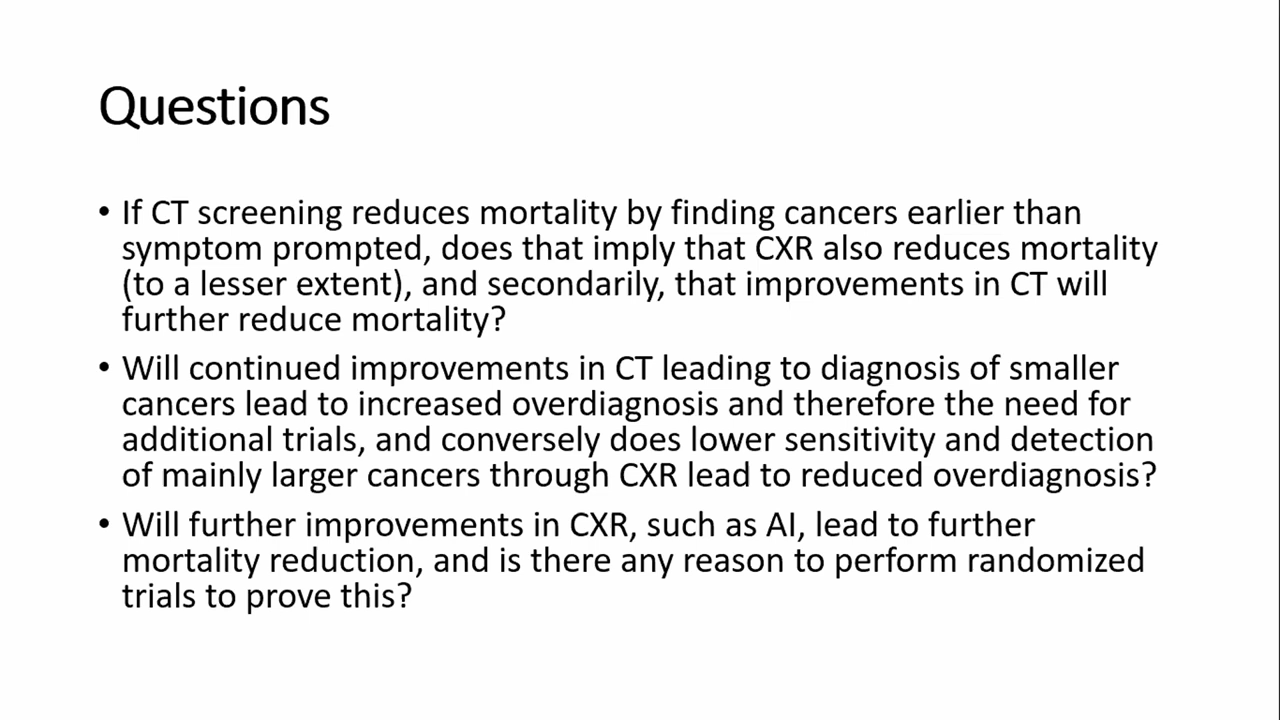 Questions
• If CT screening reduces mortality by finding cancers earlier than
symptom prompted, does that imply that CXR also reduces mortality
(to a lesser extent), and secondarily, that improvements in CT will
further reduce mortality?
• Will continued improvements in CT leading to diagnosis of smaller
cancers lead to increased overdiagnosis and therefore the need for
additional trials, and conversely does lower sensitivity and detection
of mainly larger cancers through CXR lead to reduced overdiagnosis?
• Will further improvements in CXR, such as AI, lead to further
mortality reduction, and is there any reason to perform randomized
trials to prove this?